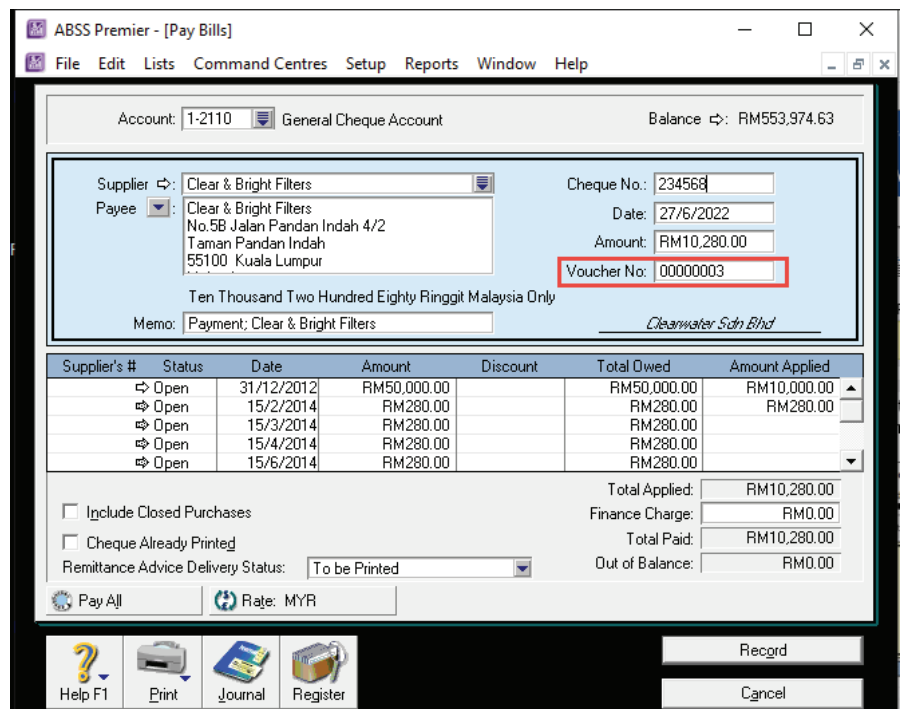 ABSS Premier - [Pay Bills]
File Edit Lists Command Centres Setup Reports Window Help
Account: 1-2110 General Cheque Account Balance ⇨: RM553,974.63
Supplier ⇨: Clear & Bright Filters Cheque No.: 234568
Payee : Clear & Bright Filters
No.5B Jalan Pandan Indah 4/2 Date: 27/6/2022
Taman Pandan Indah Amount: RM10,280.00
55100 Kuala Lumpur Voucher No: 00000003
Ten Thousand Two Hundred Eighty Ringgit Malaysia Only
Memo: Payment; Clear & Bright Filters Clearwater Sdn Bhd
Supplier's # Status Date Amount Discount Total Owed Amount Applied
⇨ Open 31/12/2012 RM50,000.00 RM50,000.00 RM10,000.00
⇨ Open 15/2/2014 RM280.00 RM280.00 RM280.00
⇨ Open 15/3/2014 RM280.00 RM280.00
⇨ Open 15/4/2014 RM280.00 RM280.00
⇨ Open 15/6/2014 RM280.00 RM280.00
Total Applied: RM10,280.00
Include Closed Purchases Finance Charge: RM0.00
Cheque Already Printed Total Paid: RM10,280.00
Remittance Advice Delivery Status: To be Printed Out of Balance: RM0.00
Pay All Rate: MYR
Record
Help F1 Print Journal Register
Cancel